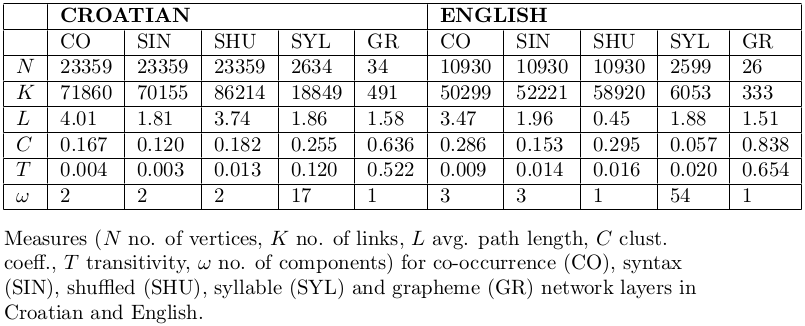 CROATIAN ENGLISH
CO SIN SHU SYL GR CO SIN SHU SYL GR
N 23359 23359 23359 2634 34 10930 10930 10930 2599 26
K 71860 70155 86214 18849 491 50299 52221 58920 6053 333
L 4.01 1.81 3.74 1.86 1.58 3.47 1.96 0.45 1.88 1.51
C 0.167 0.120 0.182 0.255 0.636 0.286 0.153 0.295 0.057 0.838
T 0.004 0.003 0.013 0.120 0.522 0.009 0.014 0.016 0.020 0.654
ω 2 2 2 17 1 3 3 1 54 1
Measures (N no. of vertices, K no. of links, L avg. path length, C clust.
coeff., T transitivity, ω no. of components) for co-occurrence (CO), syntax
(SIN), shuffled (SHU), syllable (SYL) and grapheme (GR) network layers in
Croatian and English.